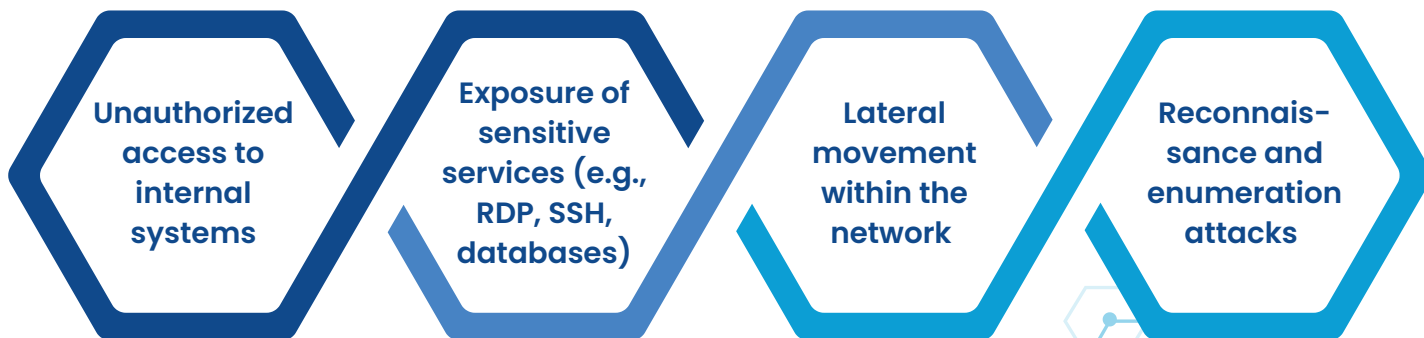 Unauthorized
access to
internal
systems
Exposure of
sensitive
services (e.g.,
RDP, SSH,
databases)
Lateral
movement
within the
network
Reconnais-
sance and
enumeration
attacks